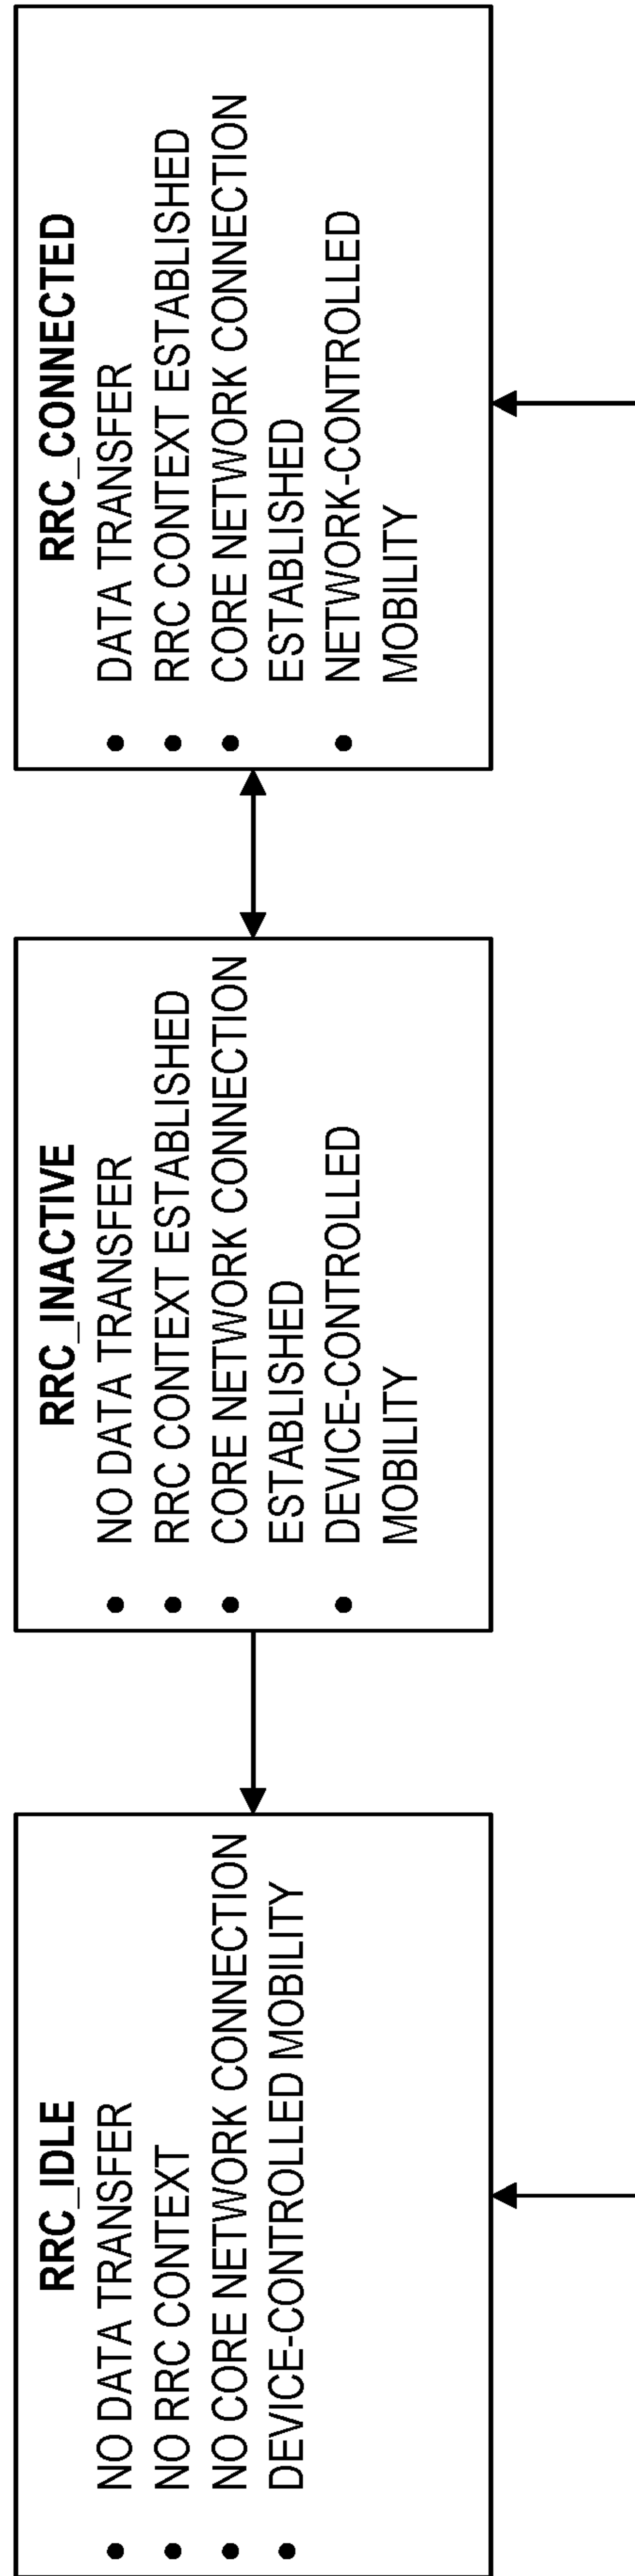 RRC_IDLE
• NO DATA TRANSFER
• NO RRC CONTEXT
• NO CORE NETWORK CONNECTION
• DEVICE-CONTROLLED MOBILITY
RRC_INACTIVE
• NO DATA TRANSFER
• RRC CONTEXT ESTABLISHED
• CORE NETWORK CONNECTION
ESTABLISHED
• DEVICE-CONTROLLED
MOBILITY
RRC_CONNECTED
• DATA TRANSFER
• RRC CONTEXT ESTABLISHED
• CORE NETWORK CONNECTION
ESTABLISHED
• NETWORK-CONTROLLED
MOBILITY